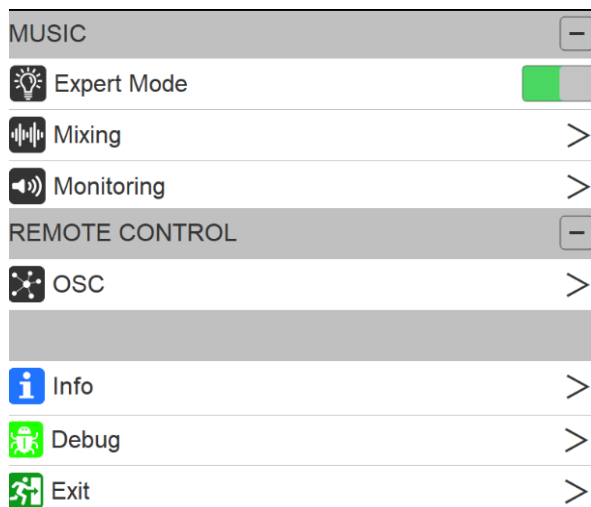 MUSIC
Expert Mode
Mixing
Monitoring
REMOTE CONTROL
OSC
Info
Debug
Exit